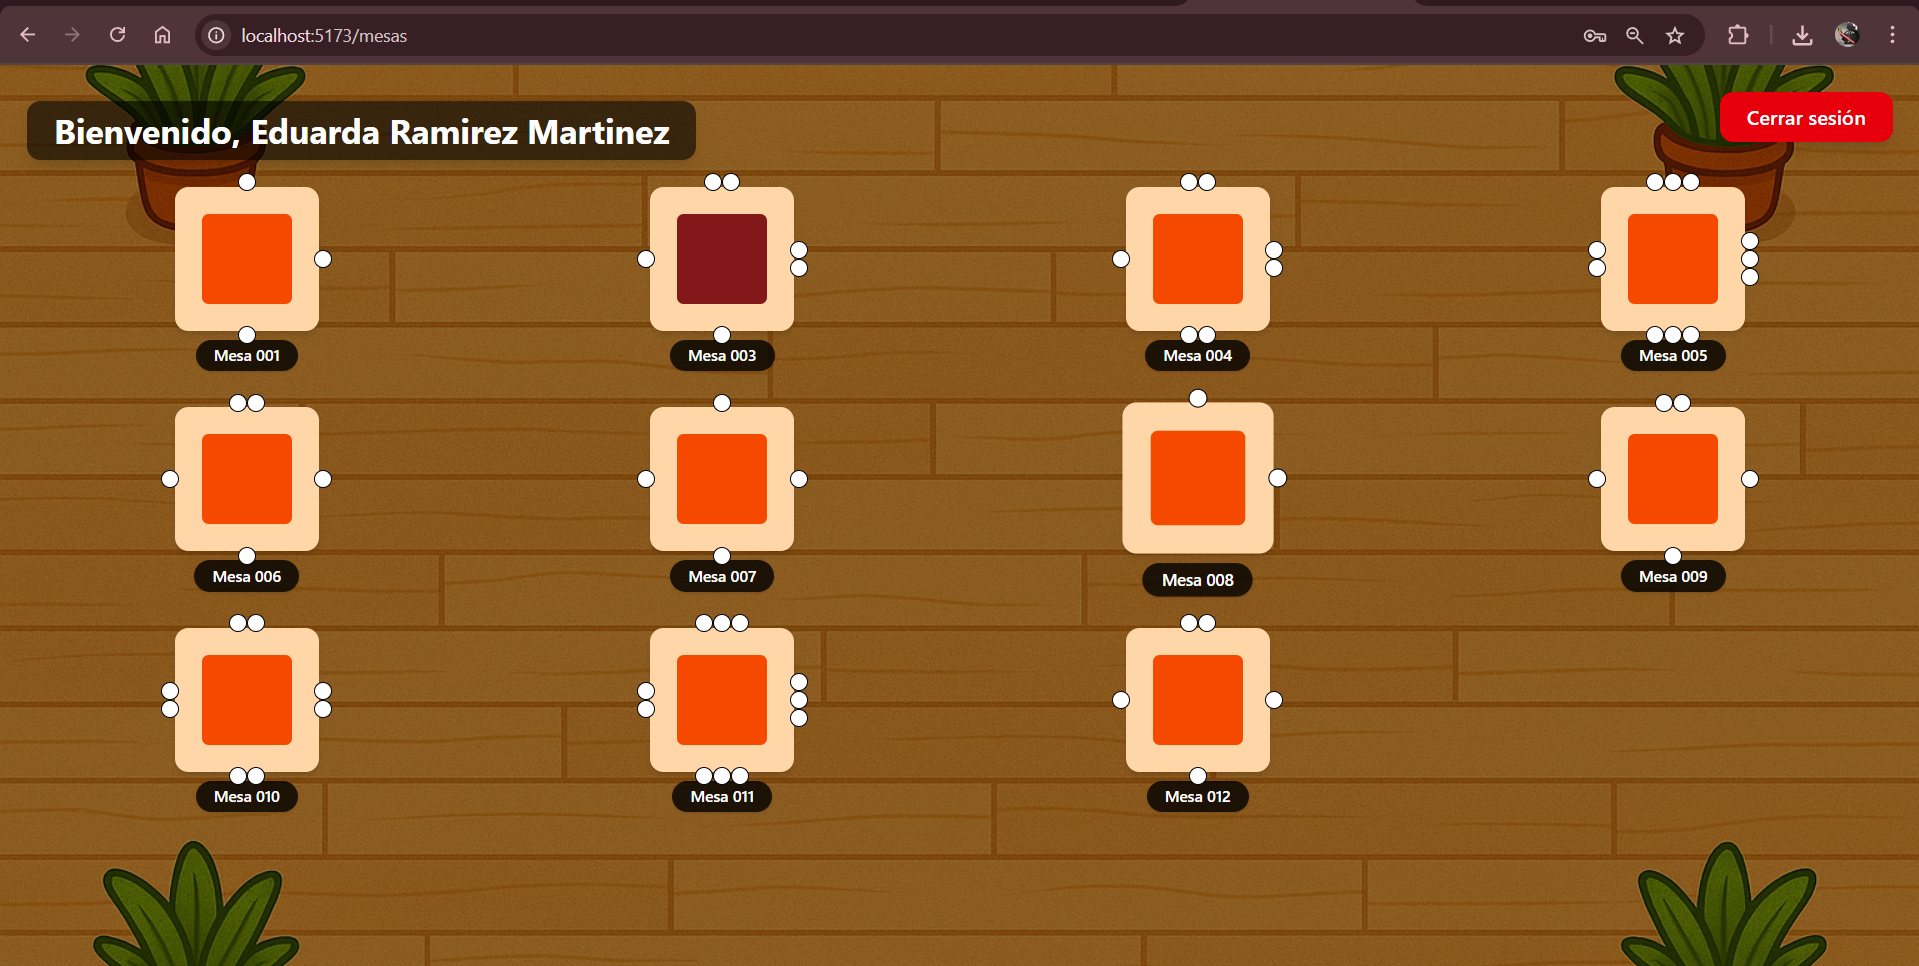 localhost:5173/mesas
Bienvenido, Eduarda Ramirez Martinez
Cerrar sesión
Mesa 001
Mesa 003
Mesa 004
Mesa 005
Mesa 006
Mesa 007
Mesa 008
Mesa 009
Mesa 010
Mesa 011
Mesa 012